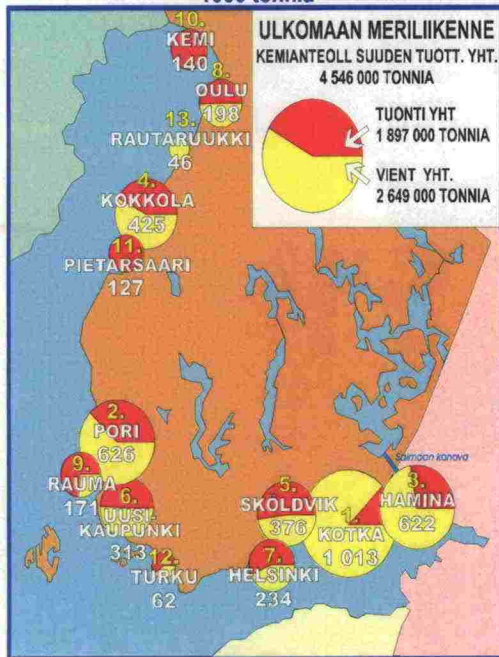 1000 tonnia
ULKOMAAN MERILIIKENNE
KEMIANTEOLL SUUDEN TUOTT. YHT.
4 546 000 TONNIA
TUONTI YHT
1 897 000 TONNIA
VIENT YHT.
2 649 000 TONNIA
10.
KEMI
140
8.
OULU
198
13.
RAUTARUUKKI
46
4.
KOKKOLA
425
11.
PIETARSAARI
127
2.
PORI
626
9.
RAUMA
171
6.
UUSI-
KAUPUNKI
313
12.
TURKU
62
7.
HELSINKI
234
5.
SKÖLDVIK
376
1.
KOTKA
1 013
3.
HAMINA
622
Saimaan kanava